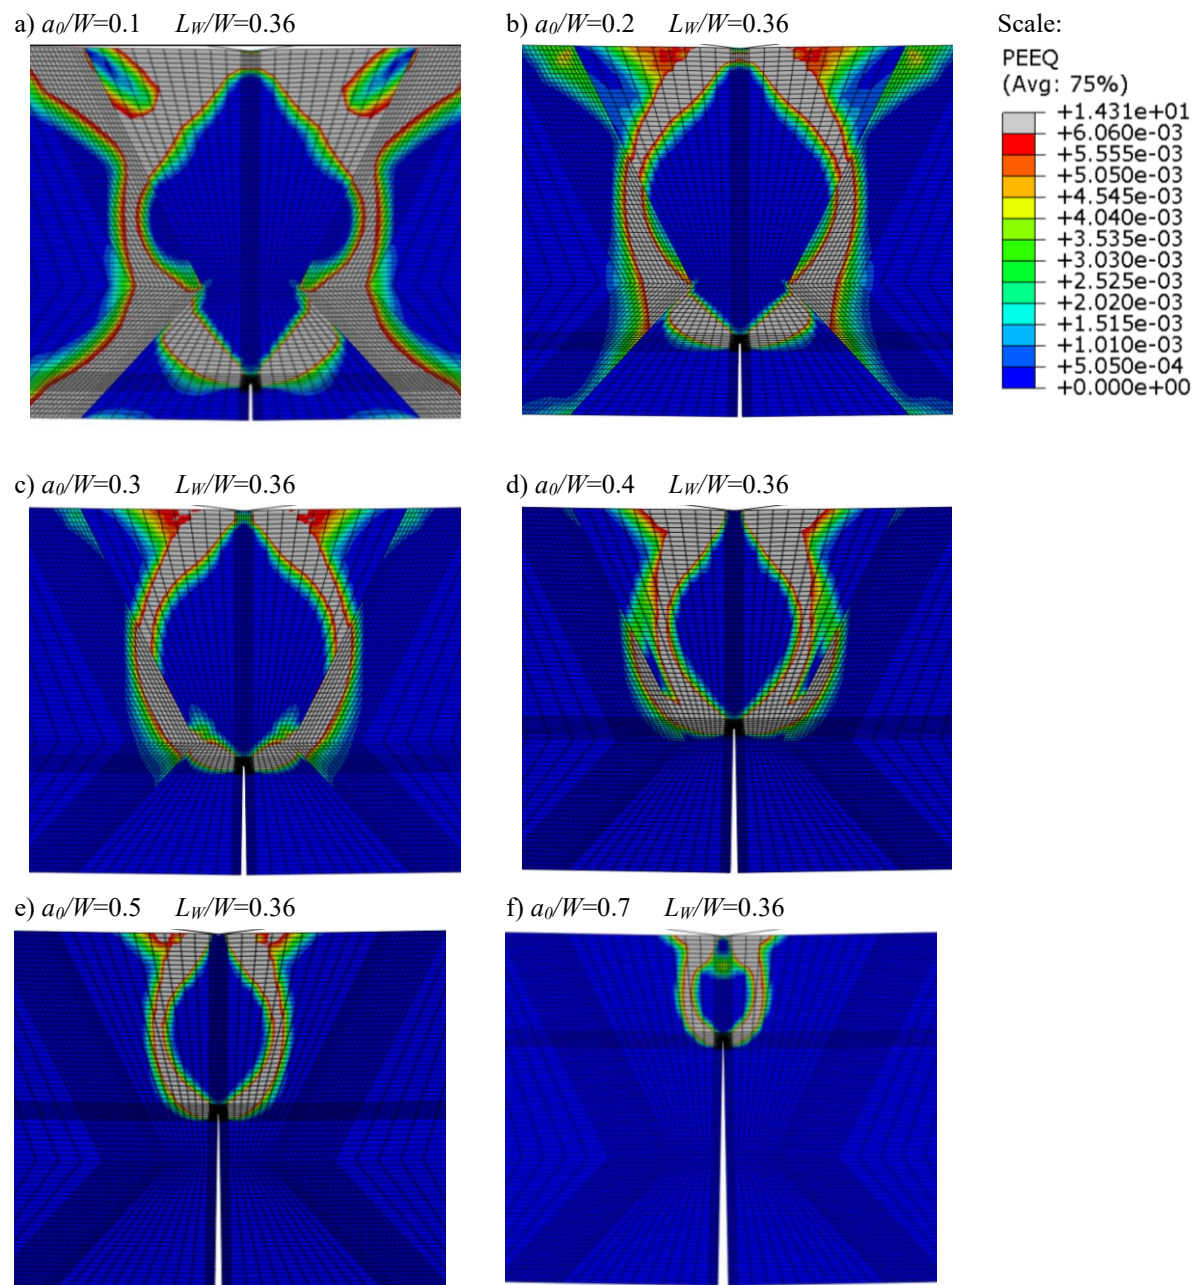 a) a0/W=0.1 LW/W=0.36
b) a0/W=0.2 LW/W=0.36
Scale:
PEEQ
(Avg: 75%)
+1.431e+01
+6.060e-03
+5.555e-03
+5.050e-03
+4.545e-03
+4.040e-03
+3.535e-03
+3.030e-03
+2.525e-03
+2.020e-03
+1.515e-03
+1.010e-03
+5.050e-04
+0.000e+00
c) a0/W=0.3 LW/W=0.36
d) a0/W=0.4 LW/W=0.36
e) a0/W=0.5 LW/W=0.36
f) a0/W=0.7 LW/W=0.36